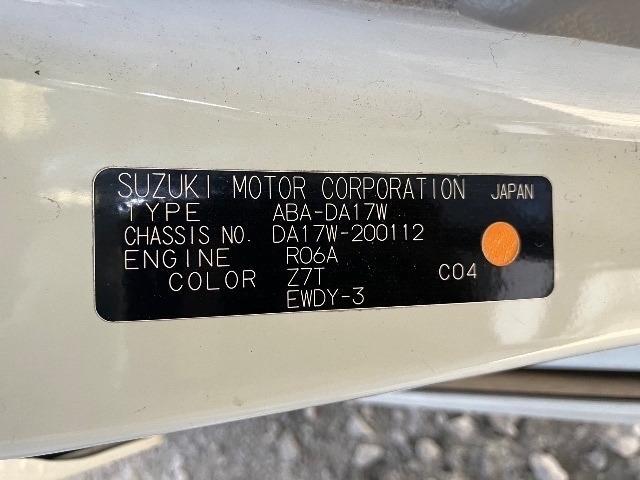 SUZUKI MOTOR CORPORATION JAPAN
TYPE ABA-DA17W
CHASSIS NO. DA17W-200112
ENGINE R06A
COLOR Z7T C04
EWDY-3